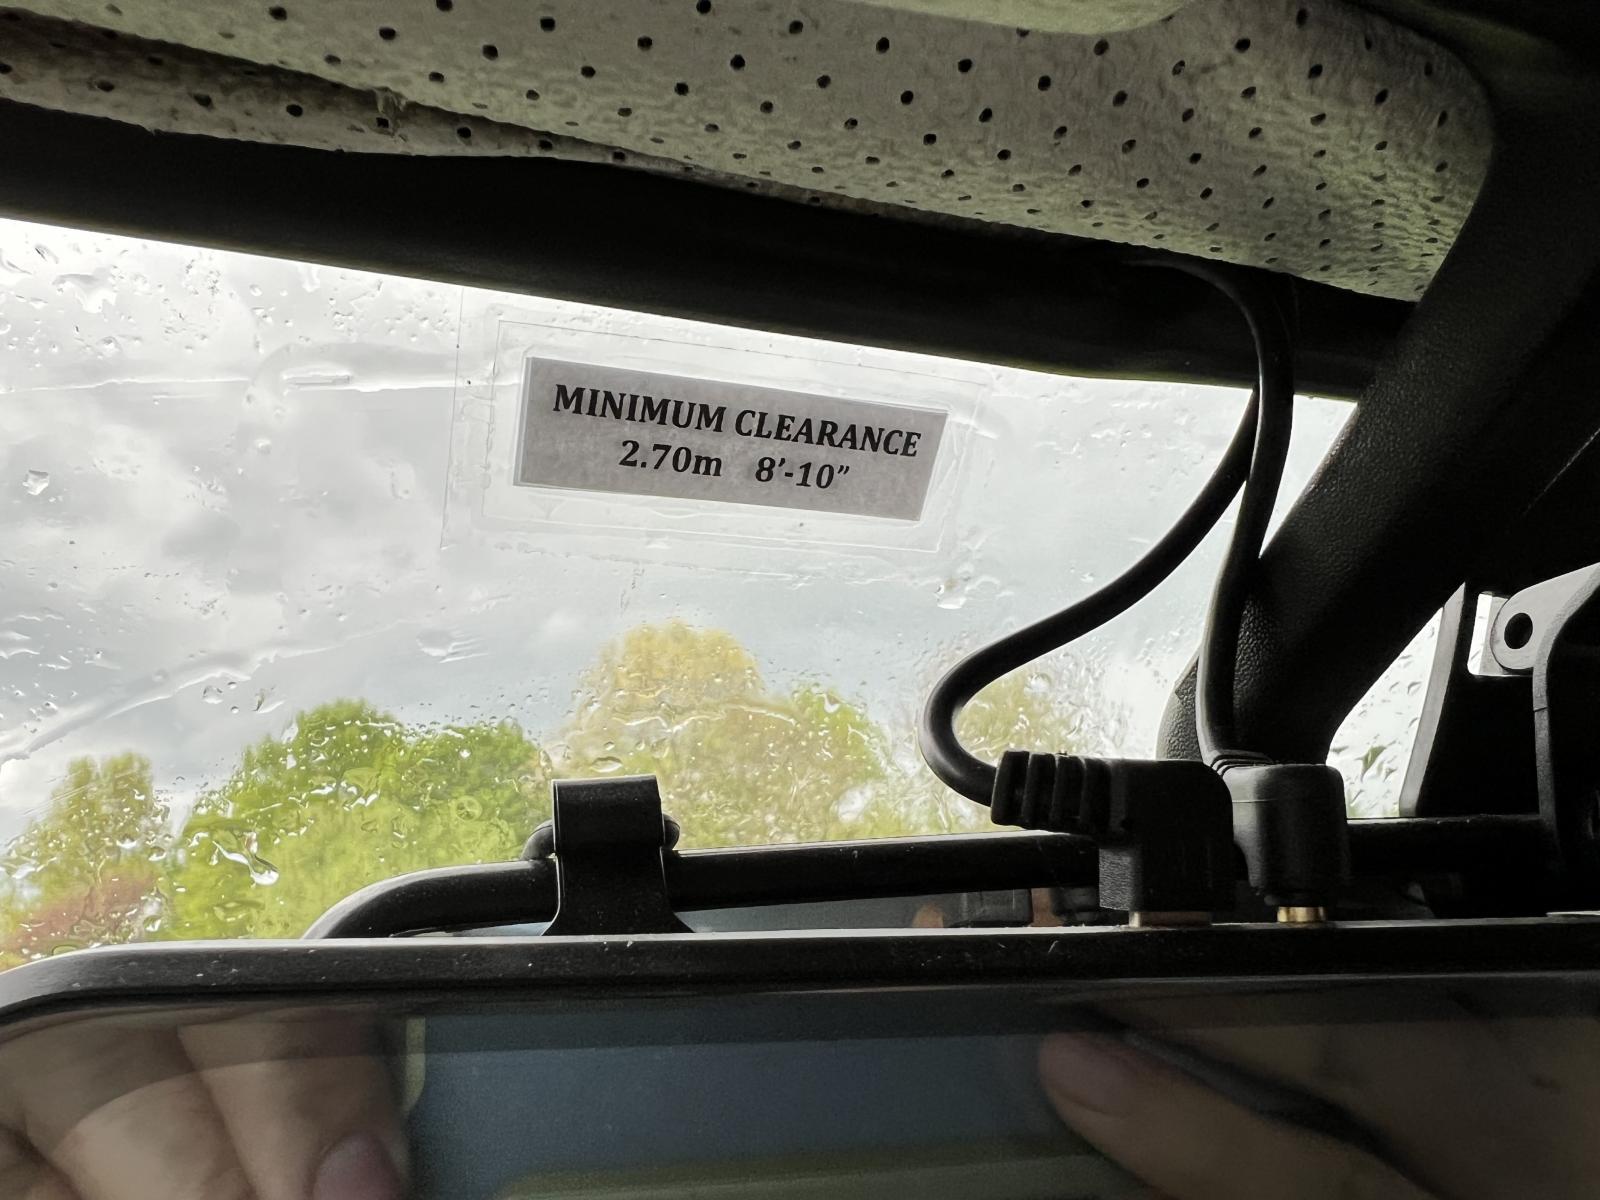 MINIMUM CLEARANCE
2.70m 8'-10”